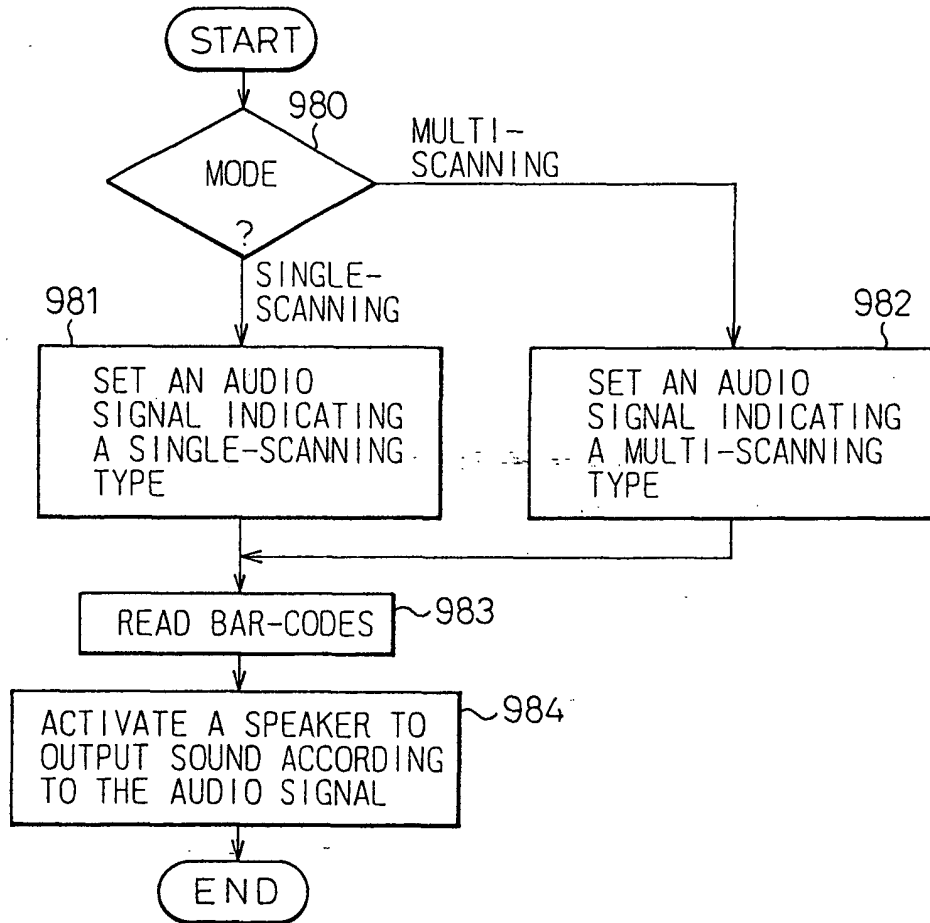 START
980
MODE
?
MULTI-
SCANNING
SINGLE-
SCANNING
981
SET AN AUDIO
SIGNAL INDICATING
A SINGLE-SCANNING
TYPE
982
SET AN AUDIO
SIGNAL INDICATING
A MULTI-SCANNING
TYPE
READ BAR-CODES
983
ACTIVATE A SPEAKER TO
OUTPUT SOUND ACCORDING
TO THE AUDIO SIGNAL
984
END